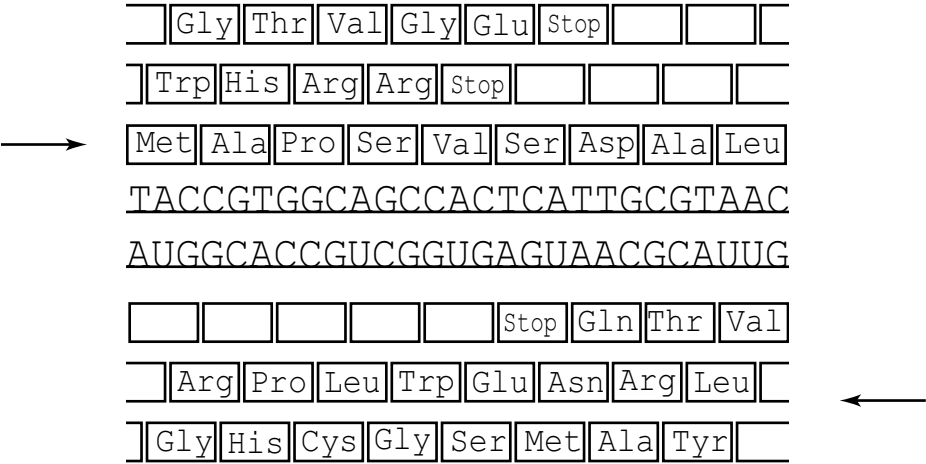 Gly Thr Val Gly Glu Stop
Trp His Arg Arg Stop
Met Ala Pro Ser Val Ser Asp Ala Leu
TACCGTGGCAGCCACTCATTGCGTAAC
AUGGCACCGUCGGUGAGUAACGCAUUG
Stop Gln Thr Val
Arg Pro Leu Trp Glu Asn Arg Leu
Gly His Cys Gly Ser Met Ala Tyr